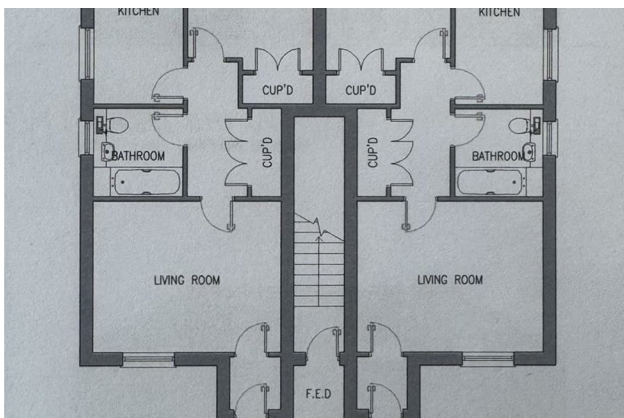 KITCHEN
KITCHEN
CUP'D
CUP'D
CUP'D
CUP'D
BATHROOM
BATHROOM
LIVING ROOM
LIVING ROOM
F.E.D